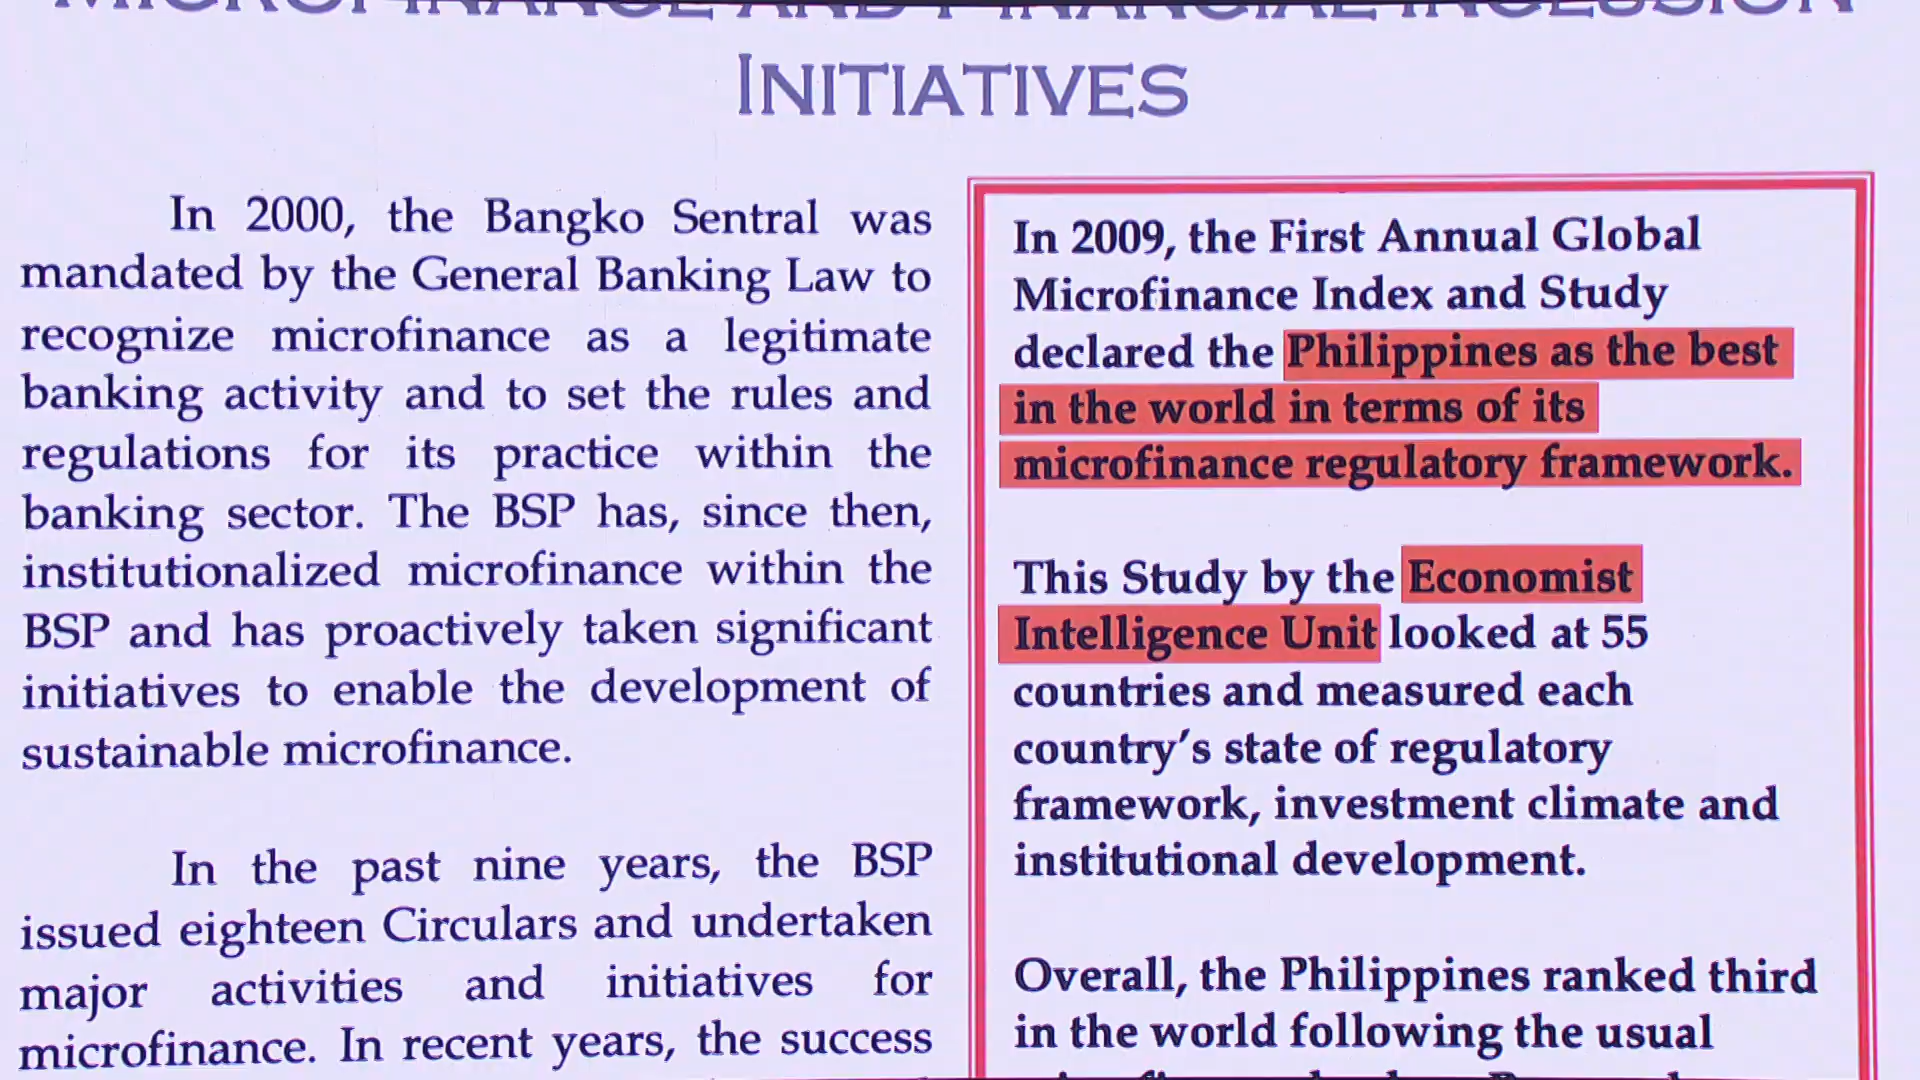 MICROFINANCE AND FINANCIAL INCLUSION
INITIATIVES
In 2000, the Bangko Sentral was
mandated by the General Banking Law to
recognize microfinance as a legitimate
banking activity and to set the rules and
regulations for its practice within the
banking sector. The BSP has, since then,
institutionalized microfinance within the
BSP and has proactively taken significant
initiatives to enable the development of
sustainable microfinance.
In the past nine years, the BSP
issued eighteen Circulars and undertaken
major activities and initiatives for
microfinance. In recent years, the success
In 2009, the First Annual Global
Microfinance Index and Study
declared the Philippines as the best
in the world in terms of its
microfinance regulatory framework.
This Study by the Economist
Intelligence Unit looked at 55
countries and measured each
country's state of regulatory
framework, investment climate and
institutional development.
Overall, the Philippines ranked third
in the world following the usual